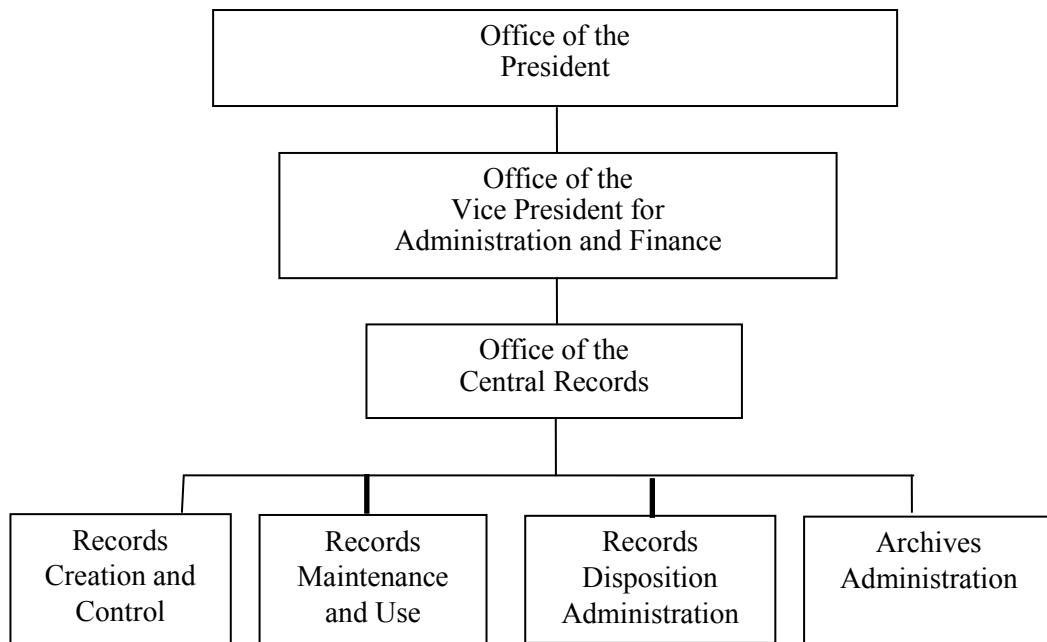 Office of the
President
Office of the
Vice President for
Administration and Finance
Office of the
Central Records
Records
Creation and
Control
Records
Maintenance
and Use
Records
Disposition
Administration
Archives
Administration